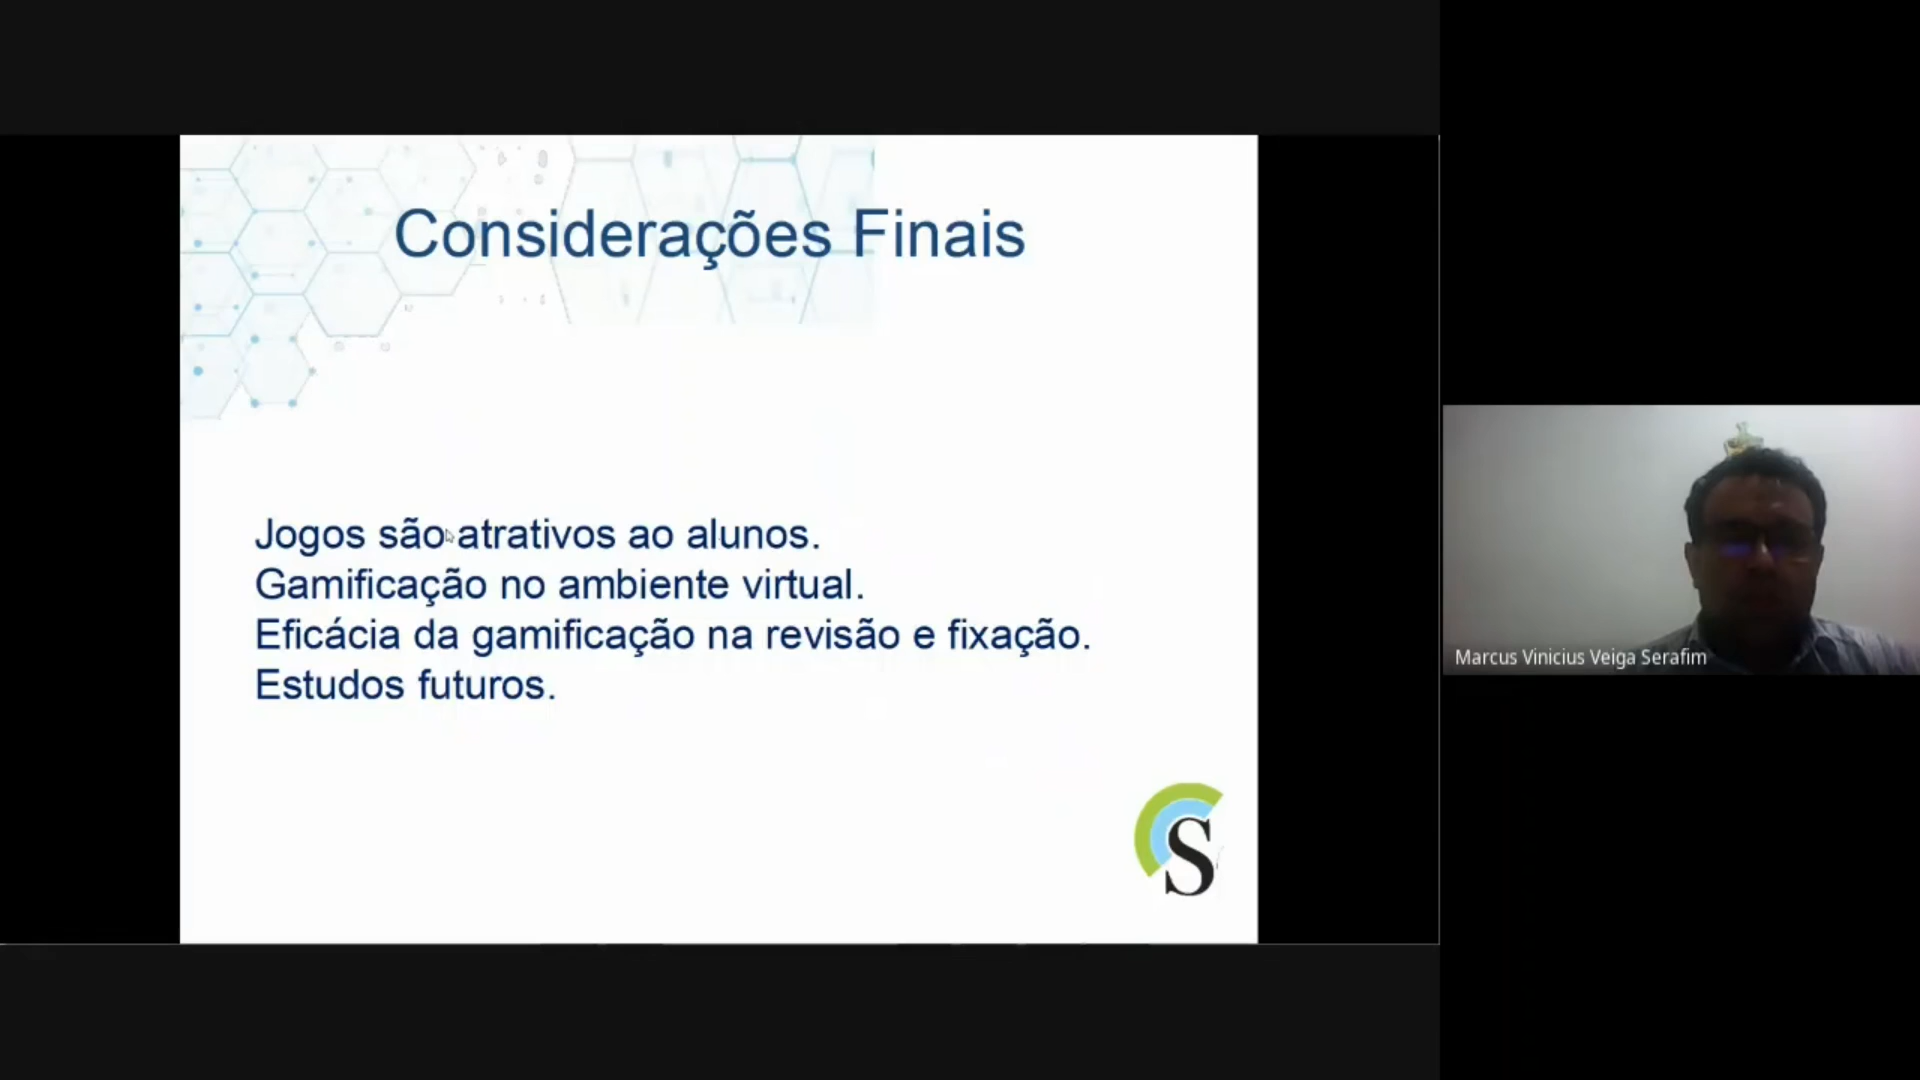 Considerações Finais
Jogos são atrativos ao alunos.
Gamificação no ambiente virtual.
Eficácia da gamificação na revisão e fixação.
Estudos futuros.
S
Marcus Vinicius Veiga Serafim